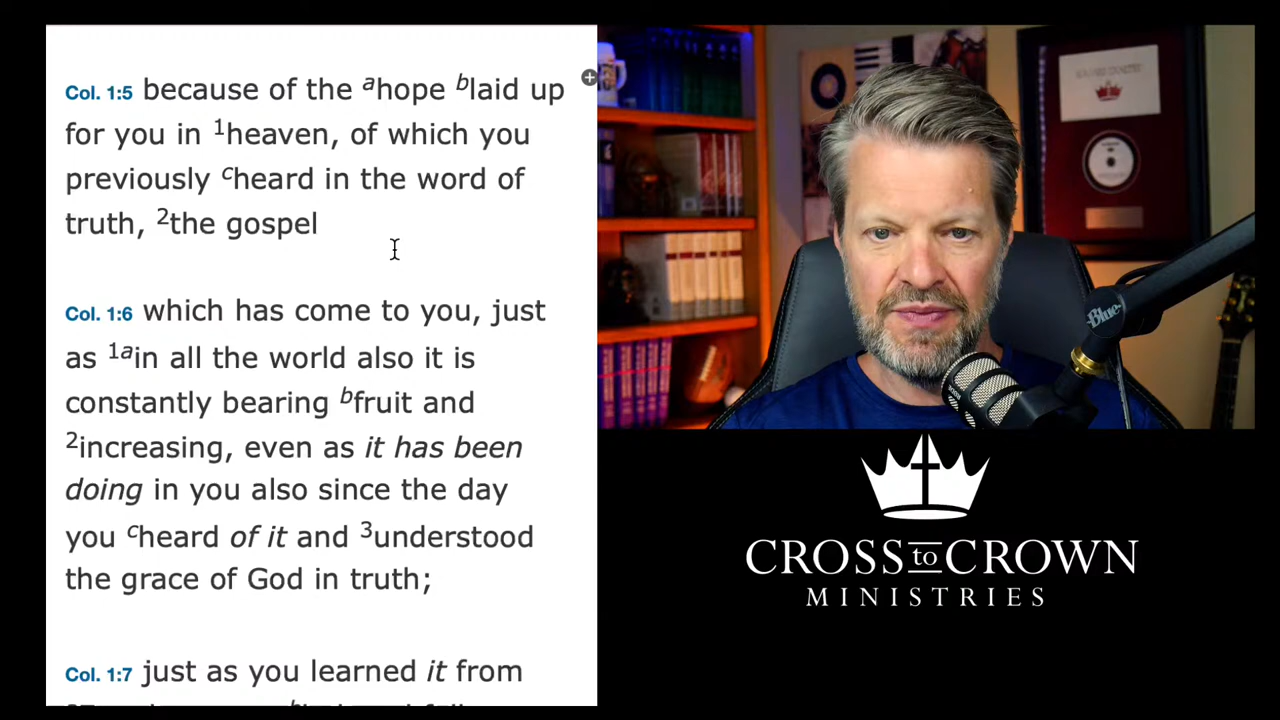 Col. 1:5 because of the ahope blaid up
for you in 1heaven, of which you
previously cheard in the word of
truth, 2the gospel
Col. 1:6 which has come to you, just
as 1ain all the world also it is
constantly bearing bfruit and
2increasing, even as it has been
doing in you also since the day
you cheard of it and 3understood
the grace of God in truth;
Col. 1:7 just as you learned it from
Blue
CROSS to CROWN
MINISTRIES